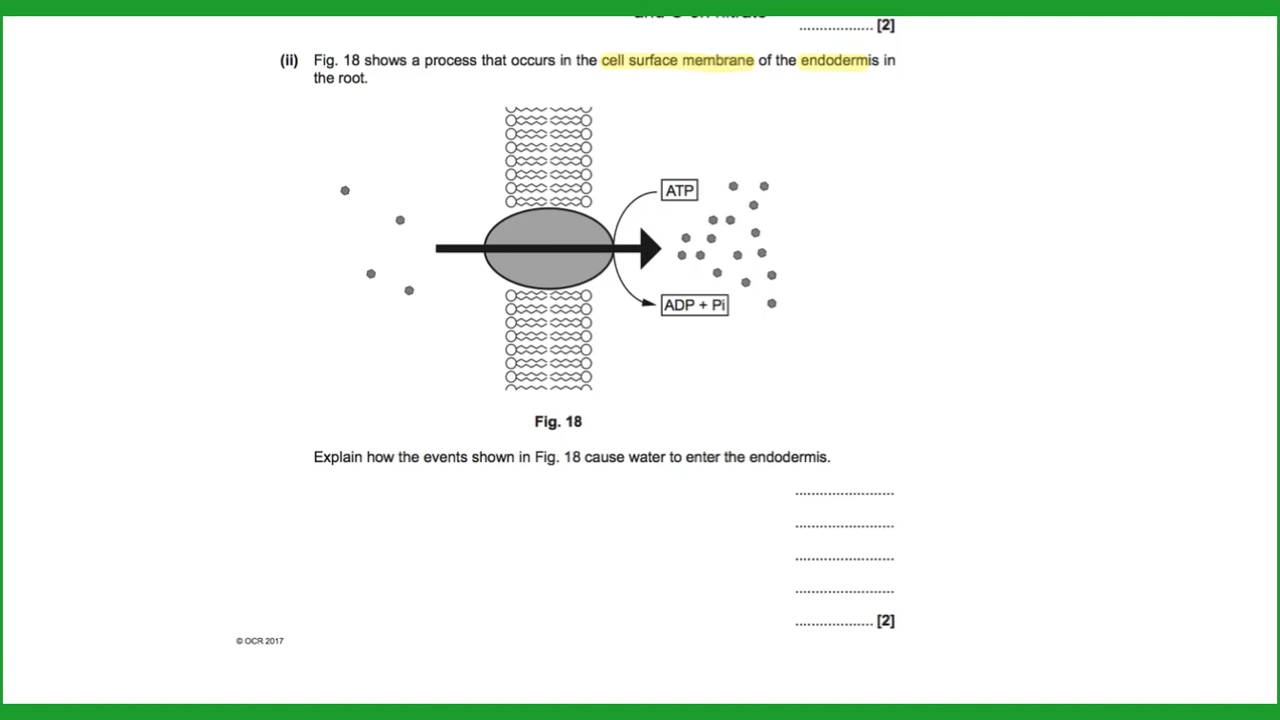 [2]
(ii) Fig. 18 shows a process that occurs in the cell surface membrane of the endodermis in
the root.
ATP
ADP + Pi
Fig. 18
Explain how the events shown in Fig. 18 cause water to enter the endodermis.
[2]
© OCR 2017